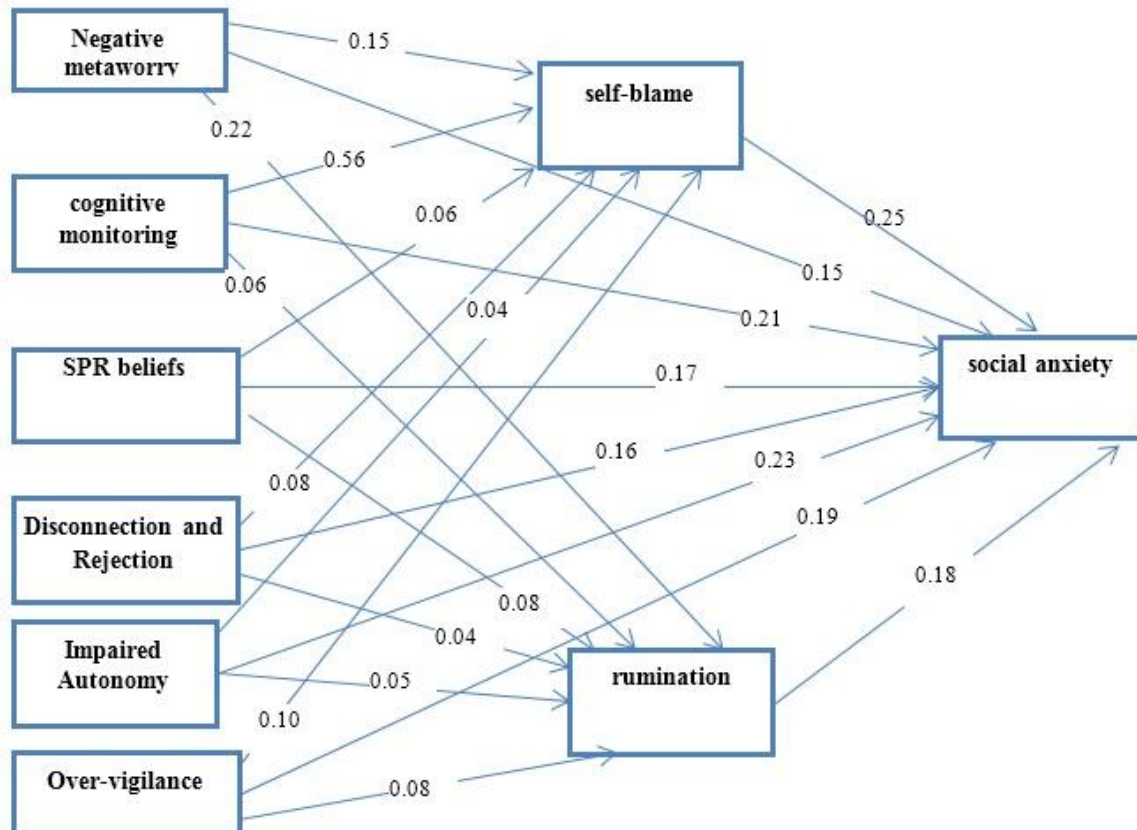 Negative
metaworry
0.15
self-blame
0.22
0.56
cognitive
monitoring
0.06
0.25
0.06
0.15
0.04
0.21
SPR beliefs
social anxiety
0.17
0.16
0.23
0.08
0.19
Disconnection and
Rejection
0.18
0.08
0.04
Impaired
Autonomy
rumination
0.05
0.10
Over-vigilance
0.08